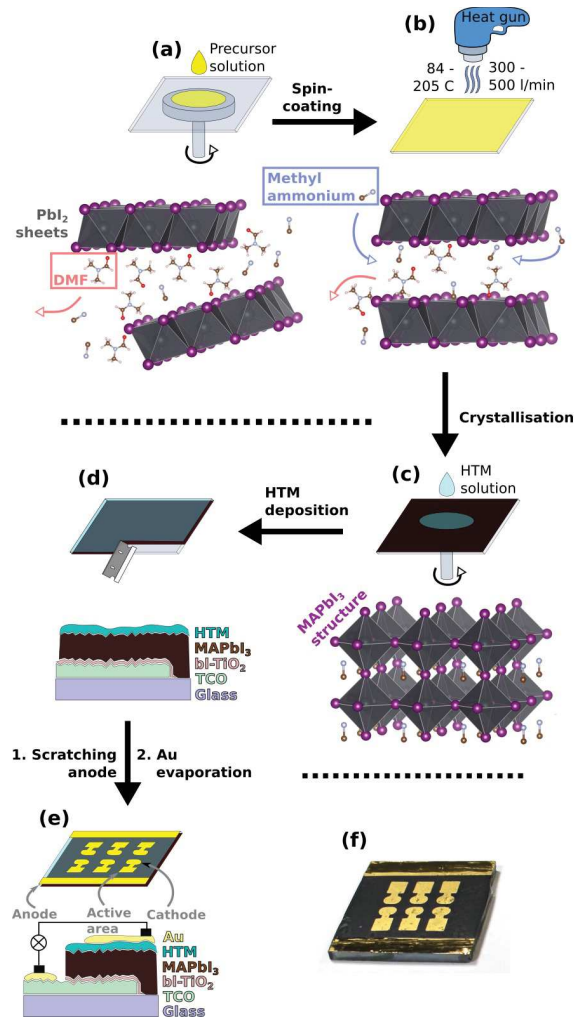 (a)
Precursor
solution
(b)
Heat gun
84 -
205 C
300 -
500 l/min
Spin-
coating
PbI₂
sheets
DMF
Methyl
ammonium
Crystallisation
(c)
HTM
solution
HTM
deposition
(d)
MAPbI₃
structure
HTM
MAPbI₃
bl-TiO₂
TCO
Glass
1. Scratching
anode
2. Au
evaporation
(e)
Anode
Active
area
Cathode
Au
HTM
MAPbI₃
bl-TiO₂
TCO
Glass
(f)